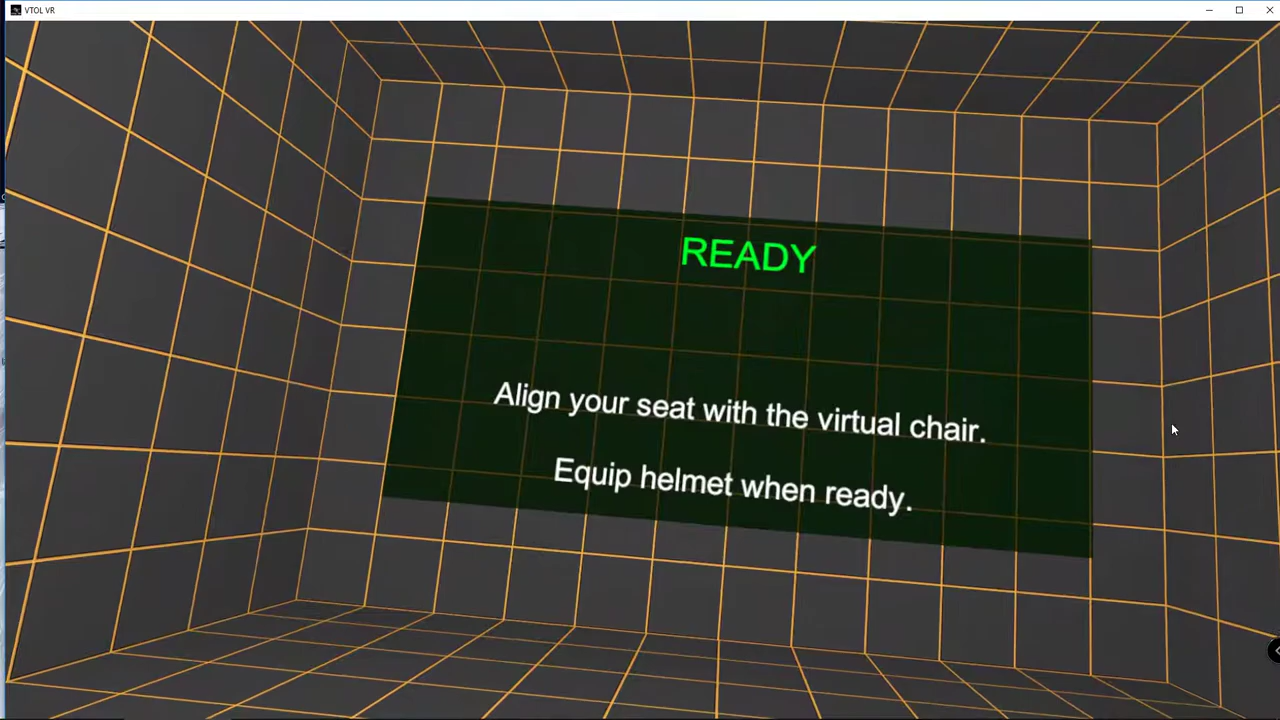 VTOL VR
READY
Align your seat with the virtual chair.
Equip helmet when ready.